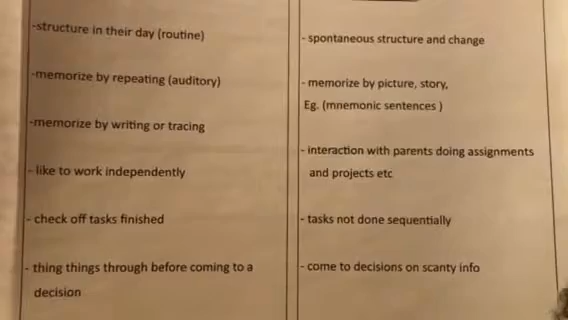 -structure in their day (routine)
-memorize by repeating (auditory)
-memorize by writing or tracing
- like to work independently
- check off tasks finished
- thing things through before coming to a
decision
- spontaneous structure and change
- memorize by picture, story,
Eg. (mnemonic sentences )
- interaction with parents doing assignments
and projects etc
- tasks not done sequentially
- come to decisions on scanty info